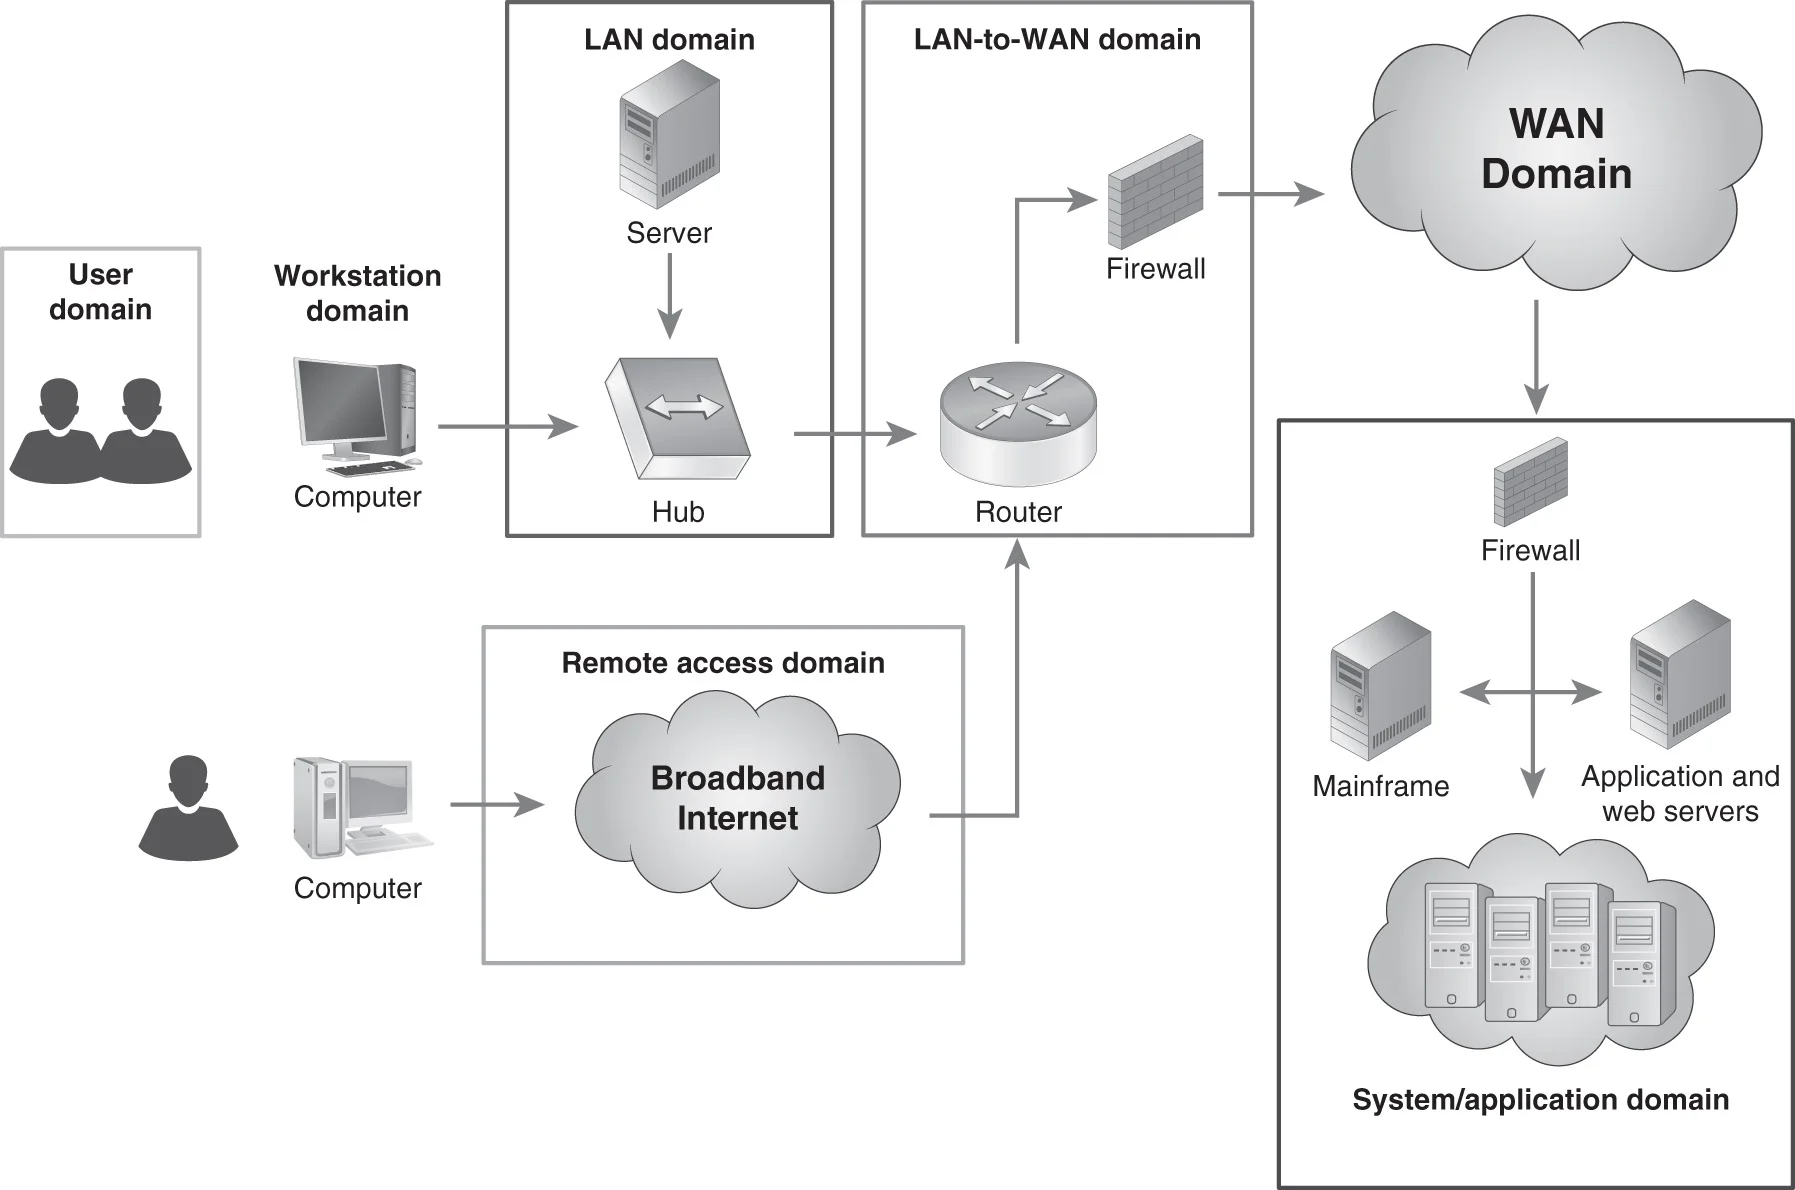 LAN domain
Server
Hub
LAN-to-WAN domain
Firewall
Router
WAN
Domain
User
domain
Workstation
domain
Computer
Remote access domain
Broadband
Internet
Computer
Firewall
Mainframe
Application and
web servers
System/application domain